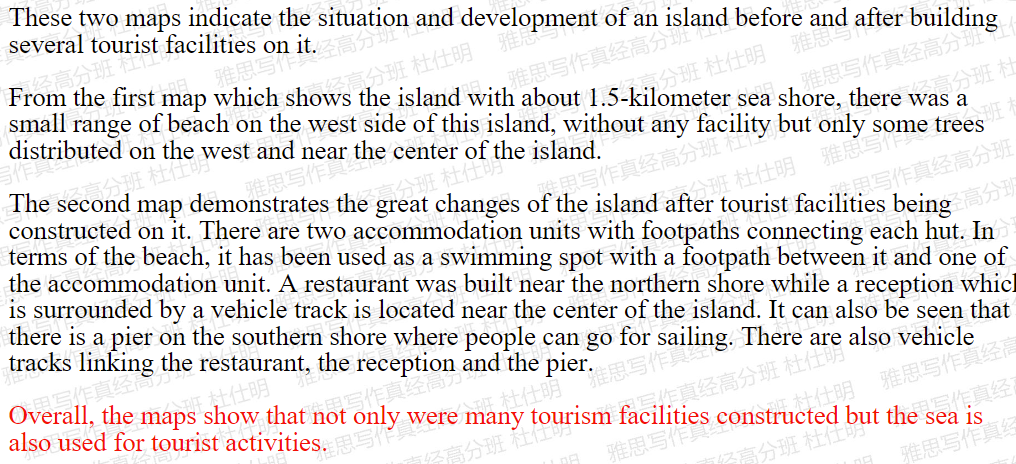 These two maps indicate the situation and development of an island before and after building
several tourist facilities on it.
From the first map which shows the island with about 1.5-kilometer sea shore, there was a
small range of beach on the west side of this island, without any facility but only some trees
distributed on the west and near the center of the island.
The second map demonstrates the great changes of the island after tourist facilities being
constructed on it. There are two accommodation units with footpaths connecting each hut. In
terms of the beach, it has been used as a swimming spot with a footpath between it and one of
the accommodation unit. A restaurant was built near the northern shore while a reception whicl
is surrounded by a vehicle track is located near the center of the island. It can also be seen that
there is a pier on the southern shore where people can go for sailing. There are also vehicle
tracks linking the restaurant, the reception and the pier.
Overall, the maps show that not only were many tourism facilities constructed but the sea is
also used for tourist activities.
雅思写作真经高分班 杜仕明